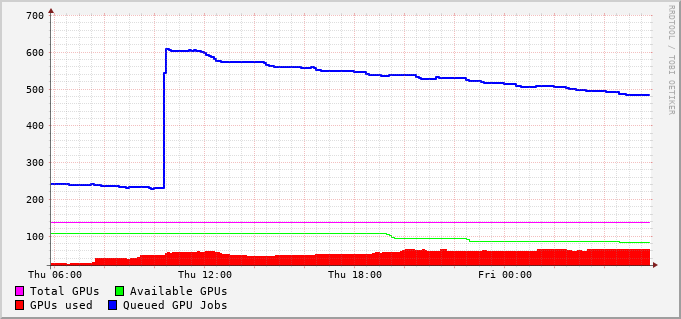 700
600
500
400
300
200
100
Thu 06:00 Thu 12:00 Thu 18:00 Fri 00:00
Total GPUs Available GPUs
GPUs used Queued GPU Jobs
RRDTOOL / TOBI OETIKER